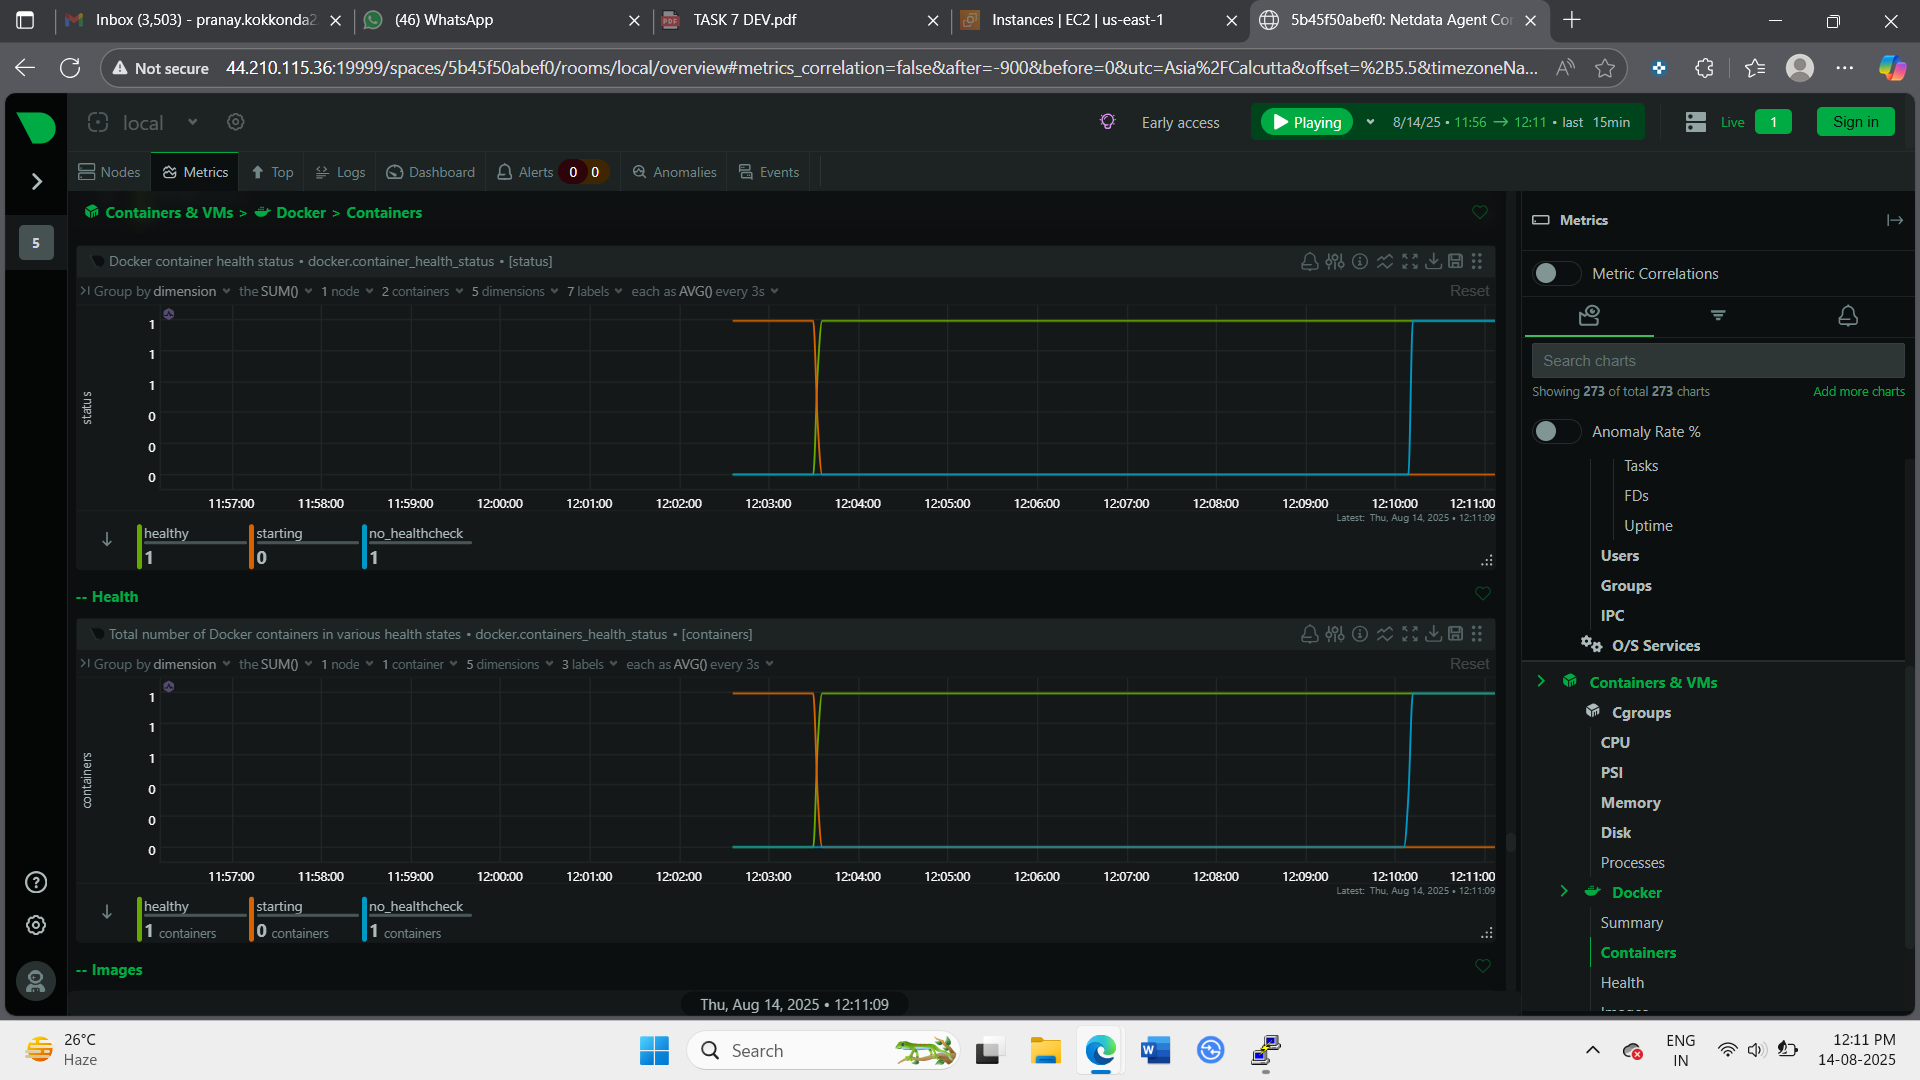 Inbox (3,503) - pranay.kokkonda2
(46) WhatsApp
TASK 7 DEV.pdf
Instances | EC2 | us-east-1
5b45f50abef0: Netdata Agent Co
Not secure
44.210.115.36:19999/spaces/5b45f50abef0/rooms/local/overview#metrics_correlation=false&after=-900&before=0&utc=Asia%2FCalcutta&offset=%2B5.5&timezoneNa...
local
Early access
Playing
8/14/25 • 11:56 → 12:11 • last 15min
Live
1
Sign in
Nodes
Metrics
Top
Logs
Dashboard
Alerts
0
0
Anomalies
Events
5
Containers & VMs > Docker > Containers
Docker container health status • docker.container_health_status • [status]
Group by dimension the SUM() 1 node 2 containers 5 dimensions 7 labels each as AVG() every 3s
Reset
status
1
1
1
0
0
0
11:57:00 11:58:00 11:59:00 12:00:00 12:01:00 12:02:00 12:03:00 12:04:00 12:05:00 12:06:00 12:07:00 12:08:00 12:09:00 12:10:00 12:11:00
Latest: Thu, Aug 14, 2025 • 12:11:09
healthy
1
starting
0
no_healthcheck
1
-- Health
Total number of Docker containers in various health states • docker.containers_health_status • [containers]
Group by dimension the SUM() 1 node 1 container 5 dimensions 3 labels each as AVG() every 3s
Reset
containers
1
1
1
0
0
0
11:57:00 11:58:00 11:59:00 12:00:00 12:01:00 12:02:00 12:03:00 12:04:00 12:05:00 12:06:00 12:07:00 12:08:00 12:09:00 12:10:00 12:11:00
Latest: Thu, Aug 14, 2025 • 12:11:09
healthy
1 containers
starting
0 containers
no_healthcheck
1 containers
-- Images
Thu, Aug 14, 2025 • 12:11:09
Metrics
Metric Correlations
Search charts
Showing 273 of total 273 charts
Add more charts
Anomaly Rate %
Tasks
FDs
Uptime
Users
Groups
IPC
O/S Services
Containers & VMs
Cgroups
CPU
PSI
Memory
Disk
Processes
Docker
Summary
Containers
Health
26°C
Haze
Search
ENG
IN
12:11 PM
14-08-2025